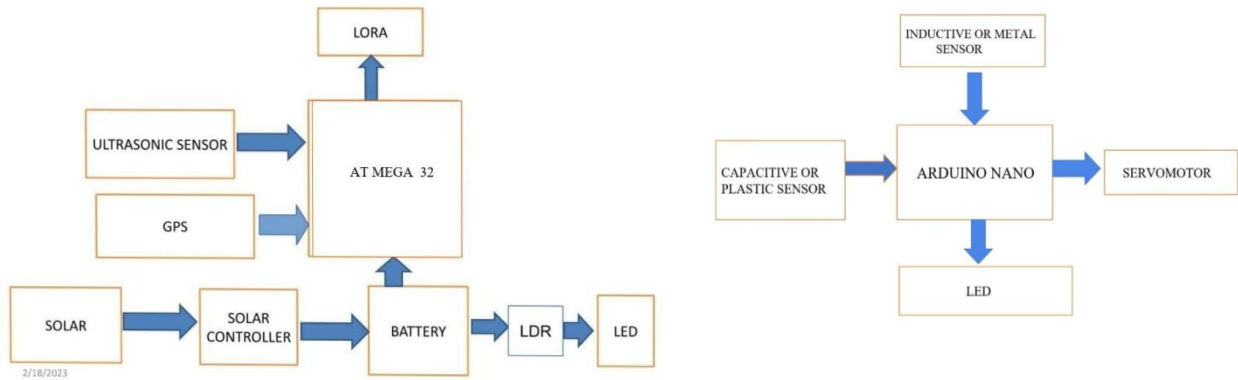 LORA
ULTRASONIC SENSOR
AT MEGA 32
GPS
SOLAR
SOLAR
CONTROLLER
BATTERY
LDR
LED
2/18/2023
INDUCTIVE OR METAL
SENSOR
CAPACITIVE OR
PLASTIC SENSOR
ARDUINO NANO
SERVOMOTOR
LED